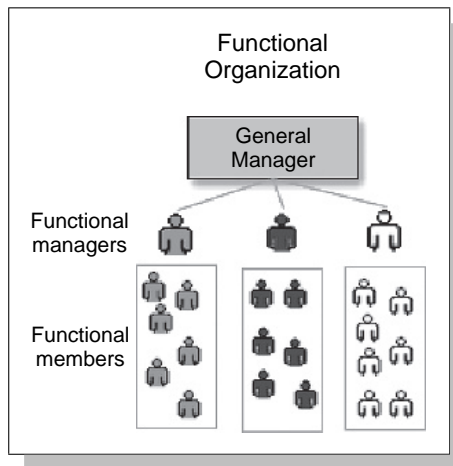 Functional
Organization
General
Manager
Functional
managers
Functional
members